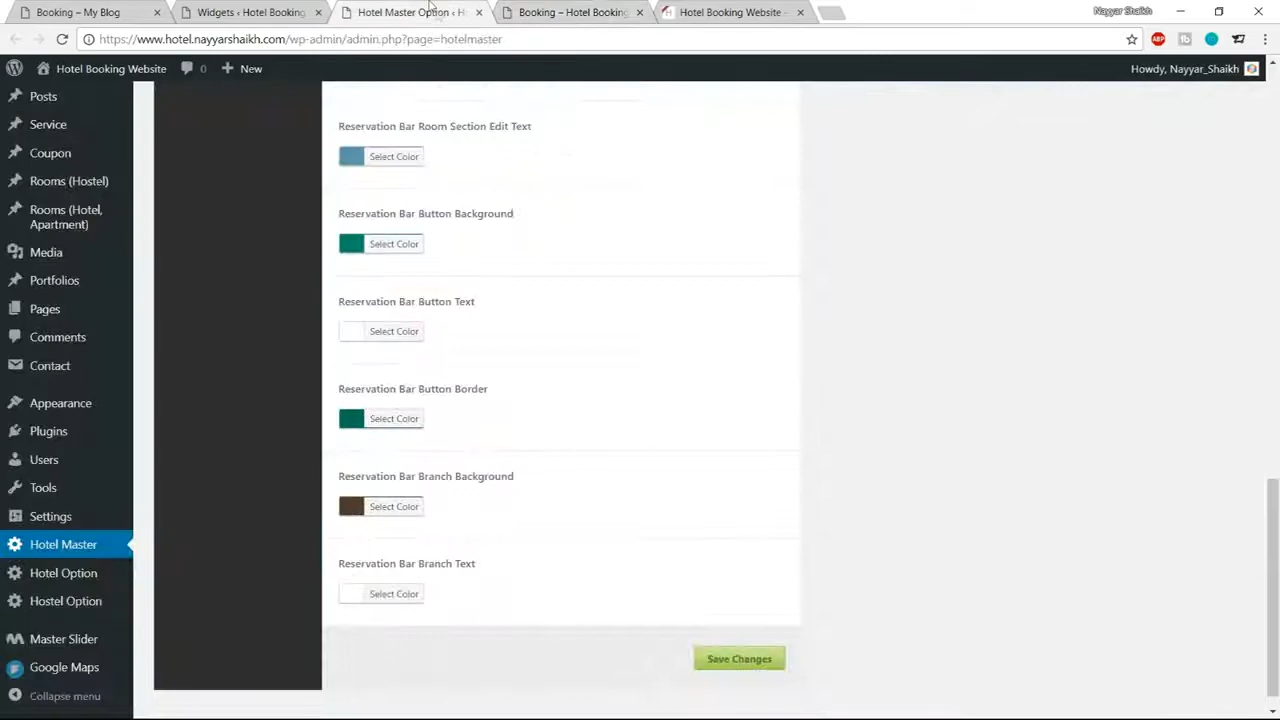 Booking – My Blog
Widgets ‹ Hotel Booking
Hotel Master Option ‹ H
Booking – Hotel Booking
Hotel Booking Website -
Nayyar Shaikh
https://www.hotel.nayyarshaikh.com/wp-admin/admin.php?page=hotelmaster
Hotel Booking Website
0
New
Howdy, Nayyar_Shaikh
Posts
Service
Coupon
Rooms (Hostel)
Rooms (Hotel,
Apartment)
Media
Portfolios
Pages
Comments
Contact
Appearance
Plugins
Users
Tools
Settings
Hotel Master
Hotel Option
Hostel Option
Master Slider
Google Maps
Collapse menu
Reservation Bar Room Section Edit Text
Select Color
Reservation Bar Button Background
Select Color
Reservation Bar Button Text
Select Color
Reservation Bar Button Border
Select Color
Reservation Bar Branch Background
Select Color
Reservation Bar Branch Text
Select Color
Save Changes